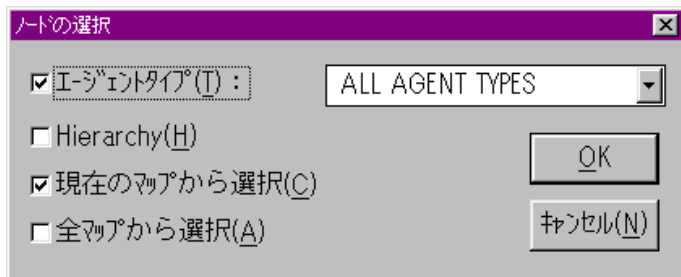 ﾉｰﾄﾞの選択
ｴｰｼﾞｪﾝﾄﾀｲﾌﾟ(T)： ALL AGENT TYPES
Hierarchy(H)
現在のﾏｯﾌﾟから選択(C)
OK
全ﾏｯﾌﾟから選択(A)
ｷｬﾝｾﾙ(N)